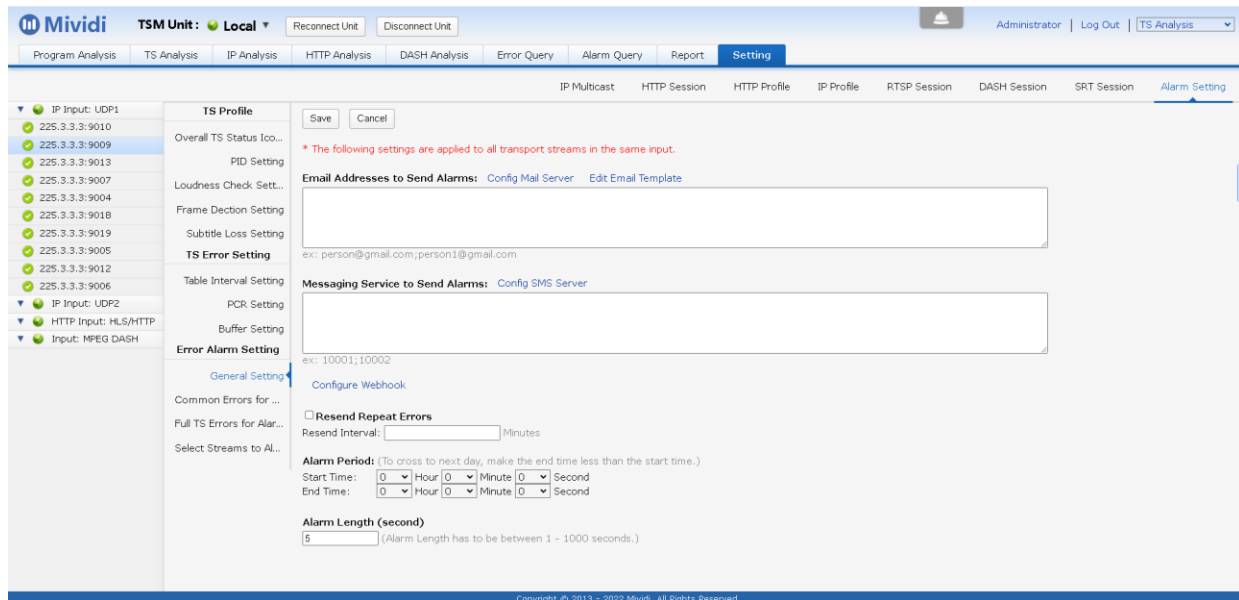 Mividi TSM Unit: Local Reconnect Unit Disconnect Unit Administrator | Log Out | TS Analysis
Program Analysis TS Analysis IP Analysis HTTP Analysis DASH Analysis Error Query Alarm Query Report Setting
IP Multicast HTTP Session HTTP Profile IP Profile RTSP Session DASH Session SRT Session Alarm Setting
IP Input: UDP1
225.3.3.3:9010
225.3.3.3:9009
225.3.3.3:9013
225.3.3.3:9007
225.3.3.3:9004
225.3.3.3:9018
225.3.3.3:9019
225.3.3.3:9005
225.3.3.3:9012
225.3.3.3:9006
IP Input: UDP2
HTTP Input: HLS/HTTP
Input: MPEG DASH
TS Profile
Overall TS Status Ico...
PID Setting
Loudness Check Sett...
Frame Dection Setting
Subtitle Loss Setting
TS Error Setting
Table Interval Setting
PCR Setting
Buffer Setting
Error Alarm Setting
General Setting
Common Errors for ...
Full TS Errors for Alar...
Select Streams to Al...
Save Cancel
* The following settings are applied to all transport streams in the same input.
Email Addresses to Send Alarms: Config Mail Server Edit Email Template
ex: person@gmail.com;person1@gmail.com
Messaging Service to Send Alarms: Config SMS Server
ex: 10001;10002
Configure Webhook
Resend Repeat Errors
Resend Interval: Minutes
Alarm Period: (To cross to next day, make the end time less than the start time.)
Start Time: 0 Hour 0 Minute 0 Second
End Time: 0 Hour 0 Minute 0 Second
Alarm Length (second)
5 (Alarm Length has to be between 1 - 1000 seconds.)
Copyright © 2013 - 2022 Mividi. All Rights Reserved